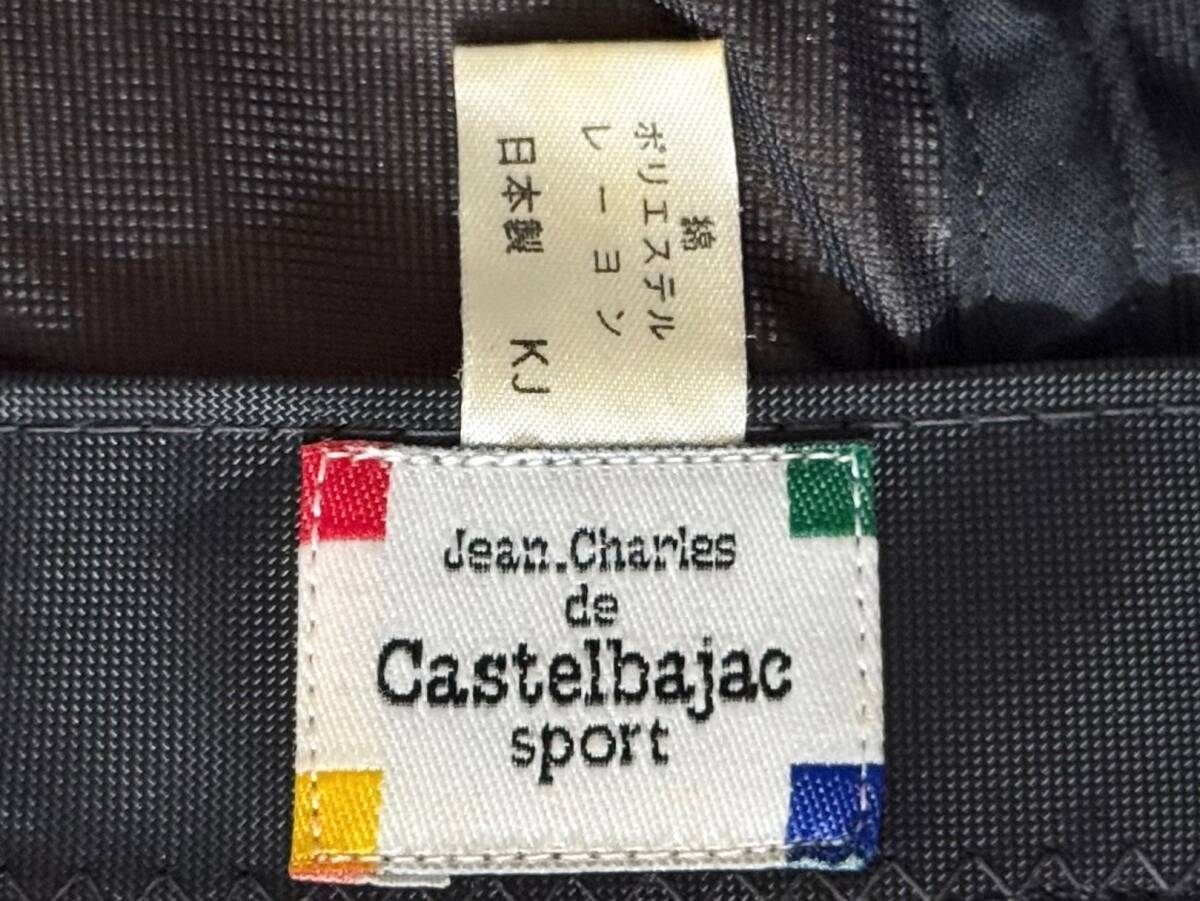 綿
ポリエステル
レーヨン
日本製 KJ
Jean.Charles
de
Castelbajac
sport